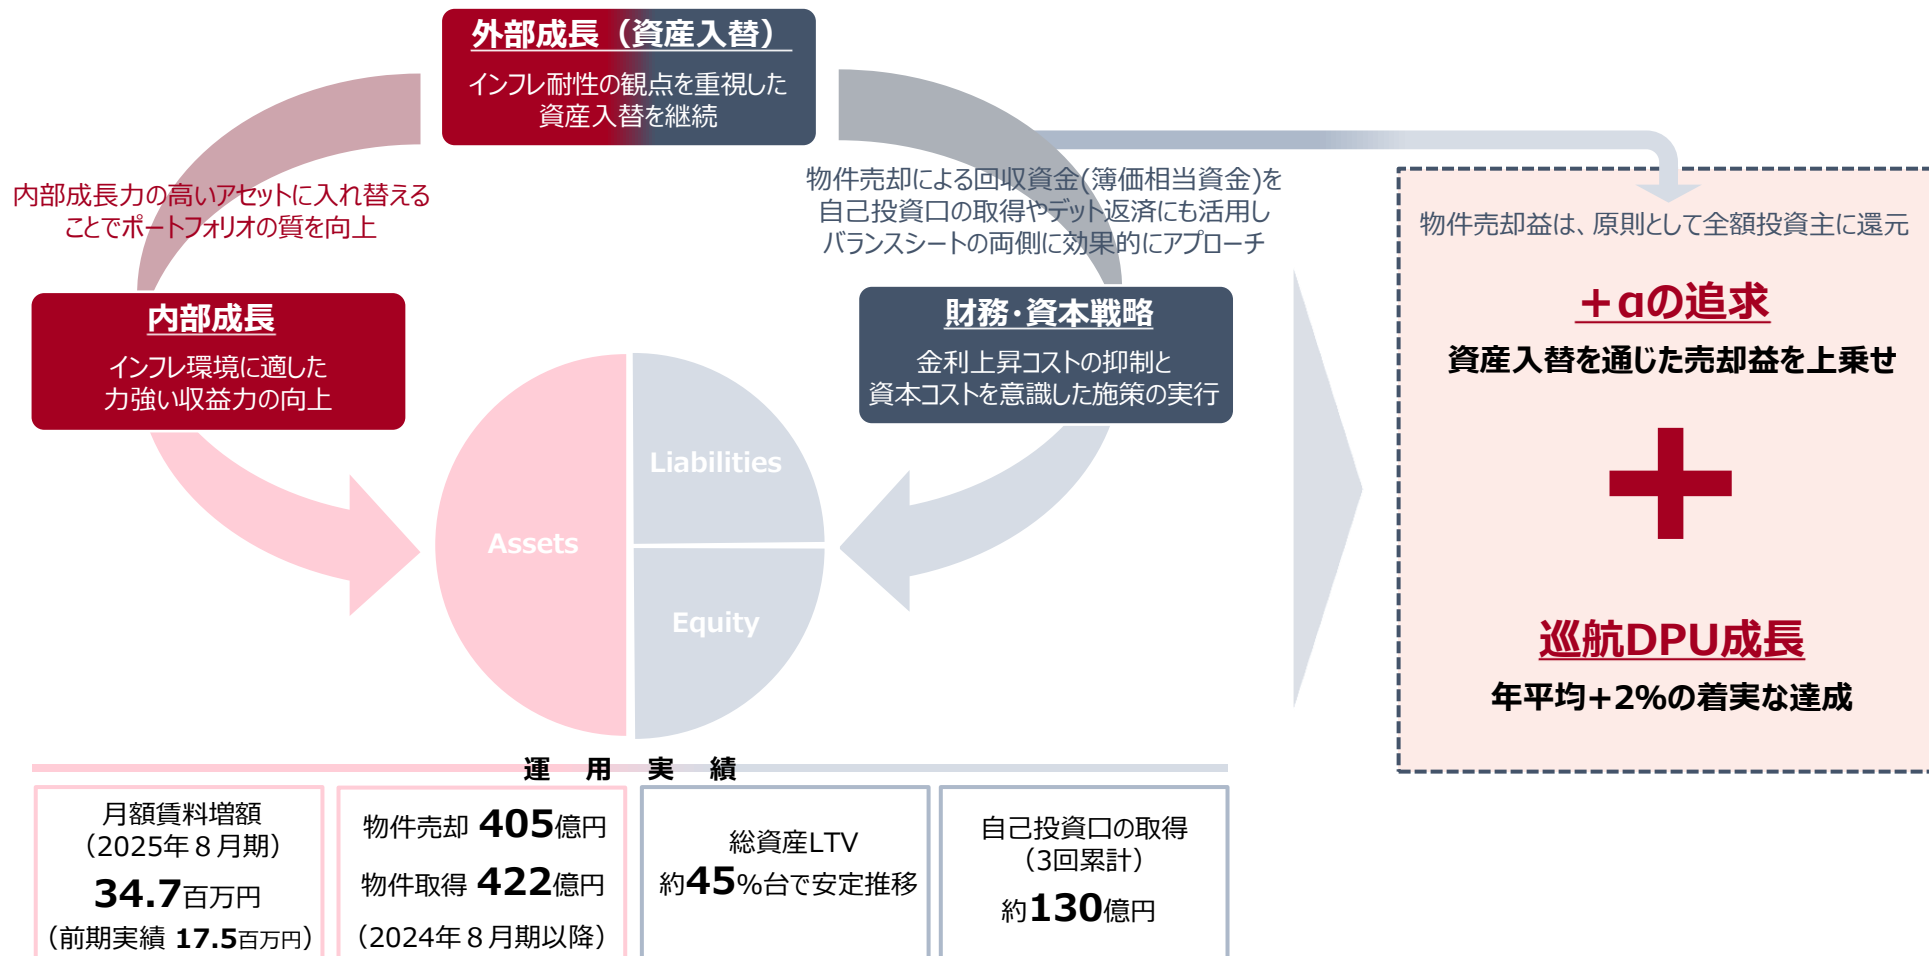 外部成長（資産入替）
インフレ耐性の観点を重視した
資産入替を継続
内部成長力の高いアセットに入れ替える
ことでポートフォリオの質を向上
物件売却による回収資金(簿価相当資金)を
自己投資口の取得やデット返済にも活用し
バランスシートの両側に効果的にアプローチ
内部成長
インフレ環境に適した
力強い収益力の向上
財務・資本戦略
金利上昇コストの抑制と
資本コストを意識した施策の実行
Assets
Liabilities
Equity
物件売却益は、原則として全額投資主に還元
＋αの追求
資産入替を通じた売却益を上乗せ
+
巡航DPU成長
年平均+2%の着実な達成
運用実績
月額賃料増額
（2025年８月期）
34.7百万円
（前期実績 17.5百万円）
物件売却 405億円
物件取得 422億円
（2024年８月期以降）
総資産LTV
約45%台で安定推移
自己投資口の取得
（3回累計）
約130億円